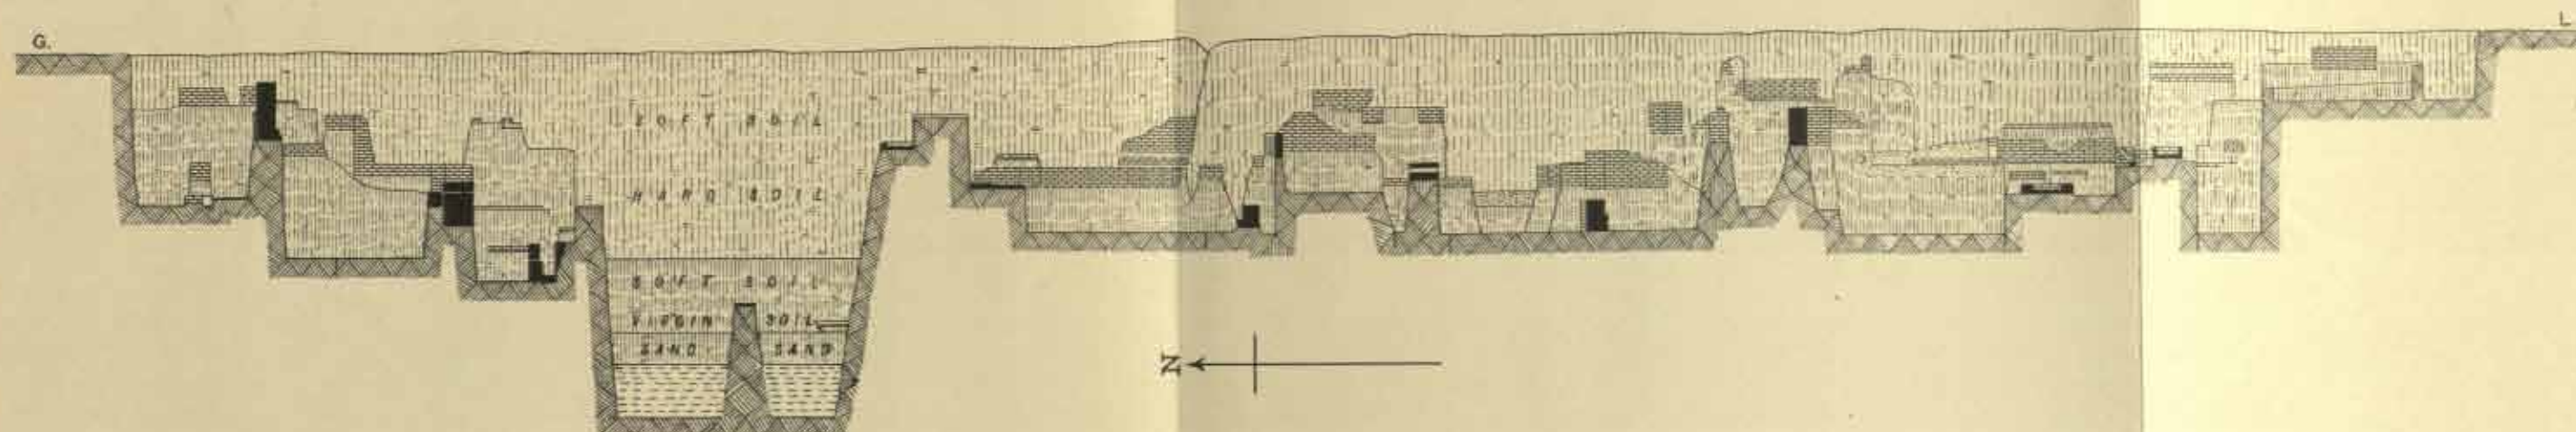 G.
L.
SOFT SOIL
HARD SOIL
SOFT SOIL
VIRGIN SOIL
SAND. SAND
N